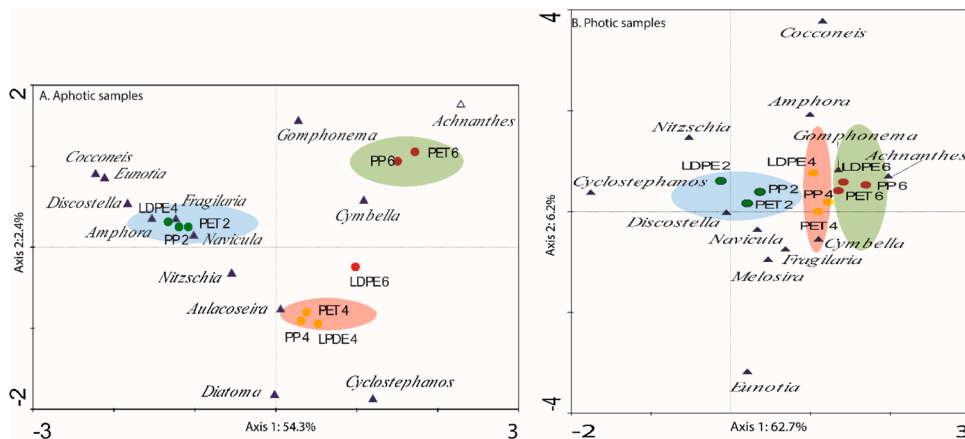 A. Aphotic samples
2
Achnanthes
Gomphonema
PET6
PP6
Cocconeis
Eunotia
Discostella
LDPE4
Fragilaria
Cymbella
Amphora
PET2
PP2
Navicula
Nitzschia
LDPE6
Aulacoseira
PET4
PP4
LPDE4
Diatoma
Cyclostephanos
-2
-3
3
Axis 1: 54.3%
Axis 2:2.4%
B. Photic samples
4
Cocconeis
Amphora
Nitzschia
Gomphonema
LDPE2
LDPE4
LDPE6
Achnanthes
Cyclostephanos
PP2
PP4
PP6
PET2
PET6
Discostella
PET4
Navicula
Cymbella
Fragilaria
Melosira
Eunotia
-4
-2
3
Axis 1: 62.7%
Axis 2: 6.2%